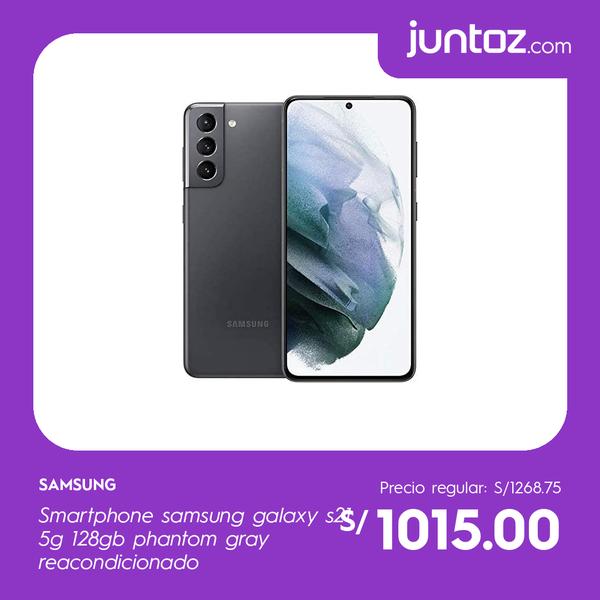 juntoz.com
SAMSUNG
SAMSUNG
Precio regular: S/1268.75
Smartphone samsung galaxy s21
5g 128gb phantom gray
reacondicionado
S/ 1015.00